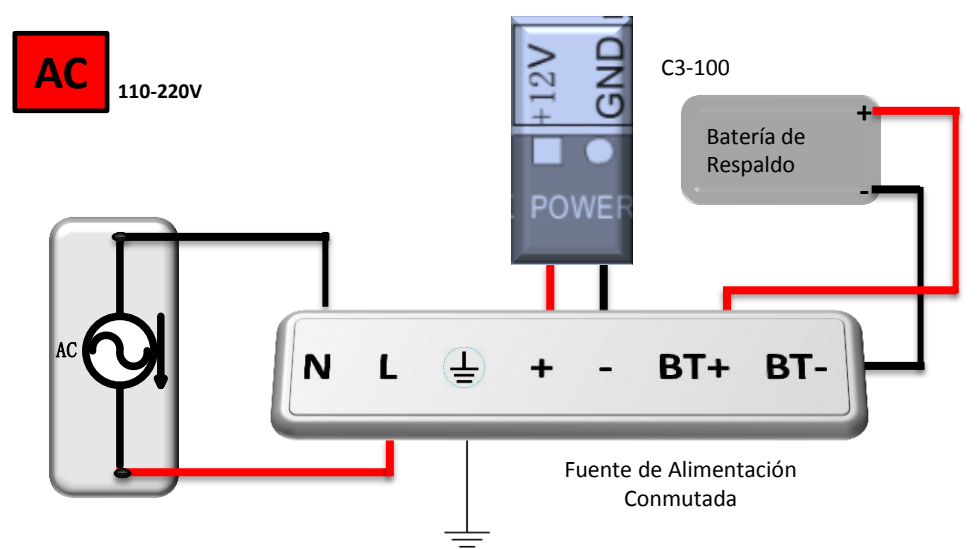 AC
110-220V
+12V
GND
C3-100
POWER
+
Batería de
Respaldo
-
AC
N L + - BT+ BT-
Fuente de Alimentación
Conmutada